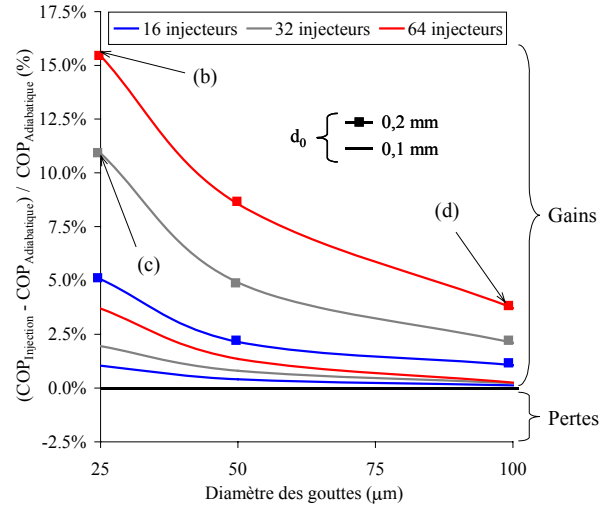 17.5%
16 injecteurs 32 injecteurs 64 injecteurs
15.0%
(b)
12.5%
d0
0,2 mm
0,1 mm
10.0%
Gains
7.5%
(d)
(c)
5.0%
2.5%
0.0%
Pertes
-2.5%
25 50 75 100
Diamètre des gouttes (µm)
(COPInjection - COPAdiabatique) / COPAdiabatique (%)